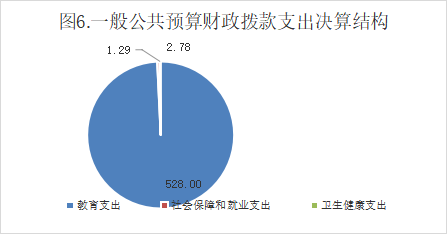 图6.一般公共预算财政拨款支出决算结构
1.29 2.78
528.00
教育支出 社会保障和就业支出 卫生健康支出